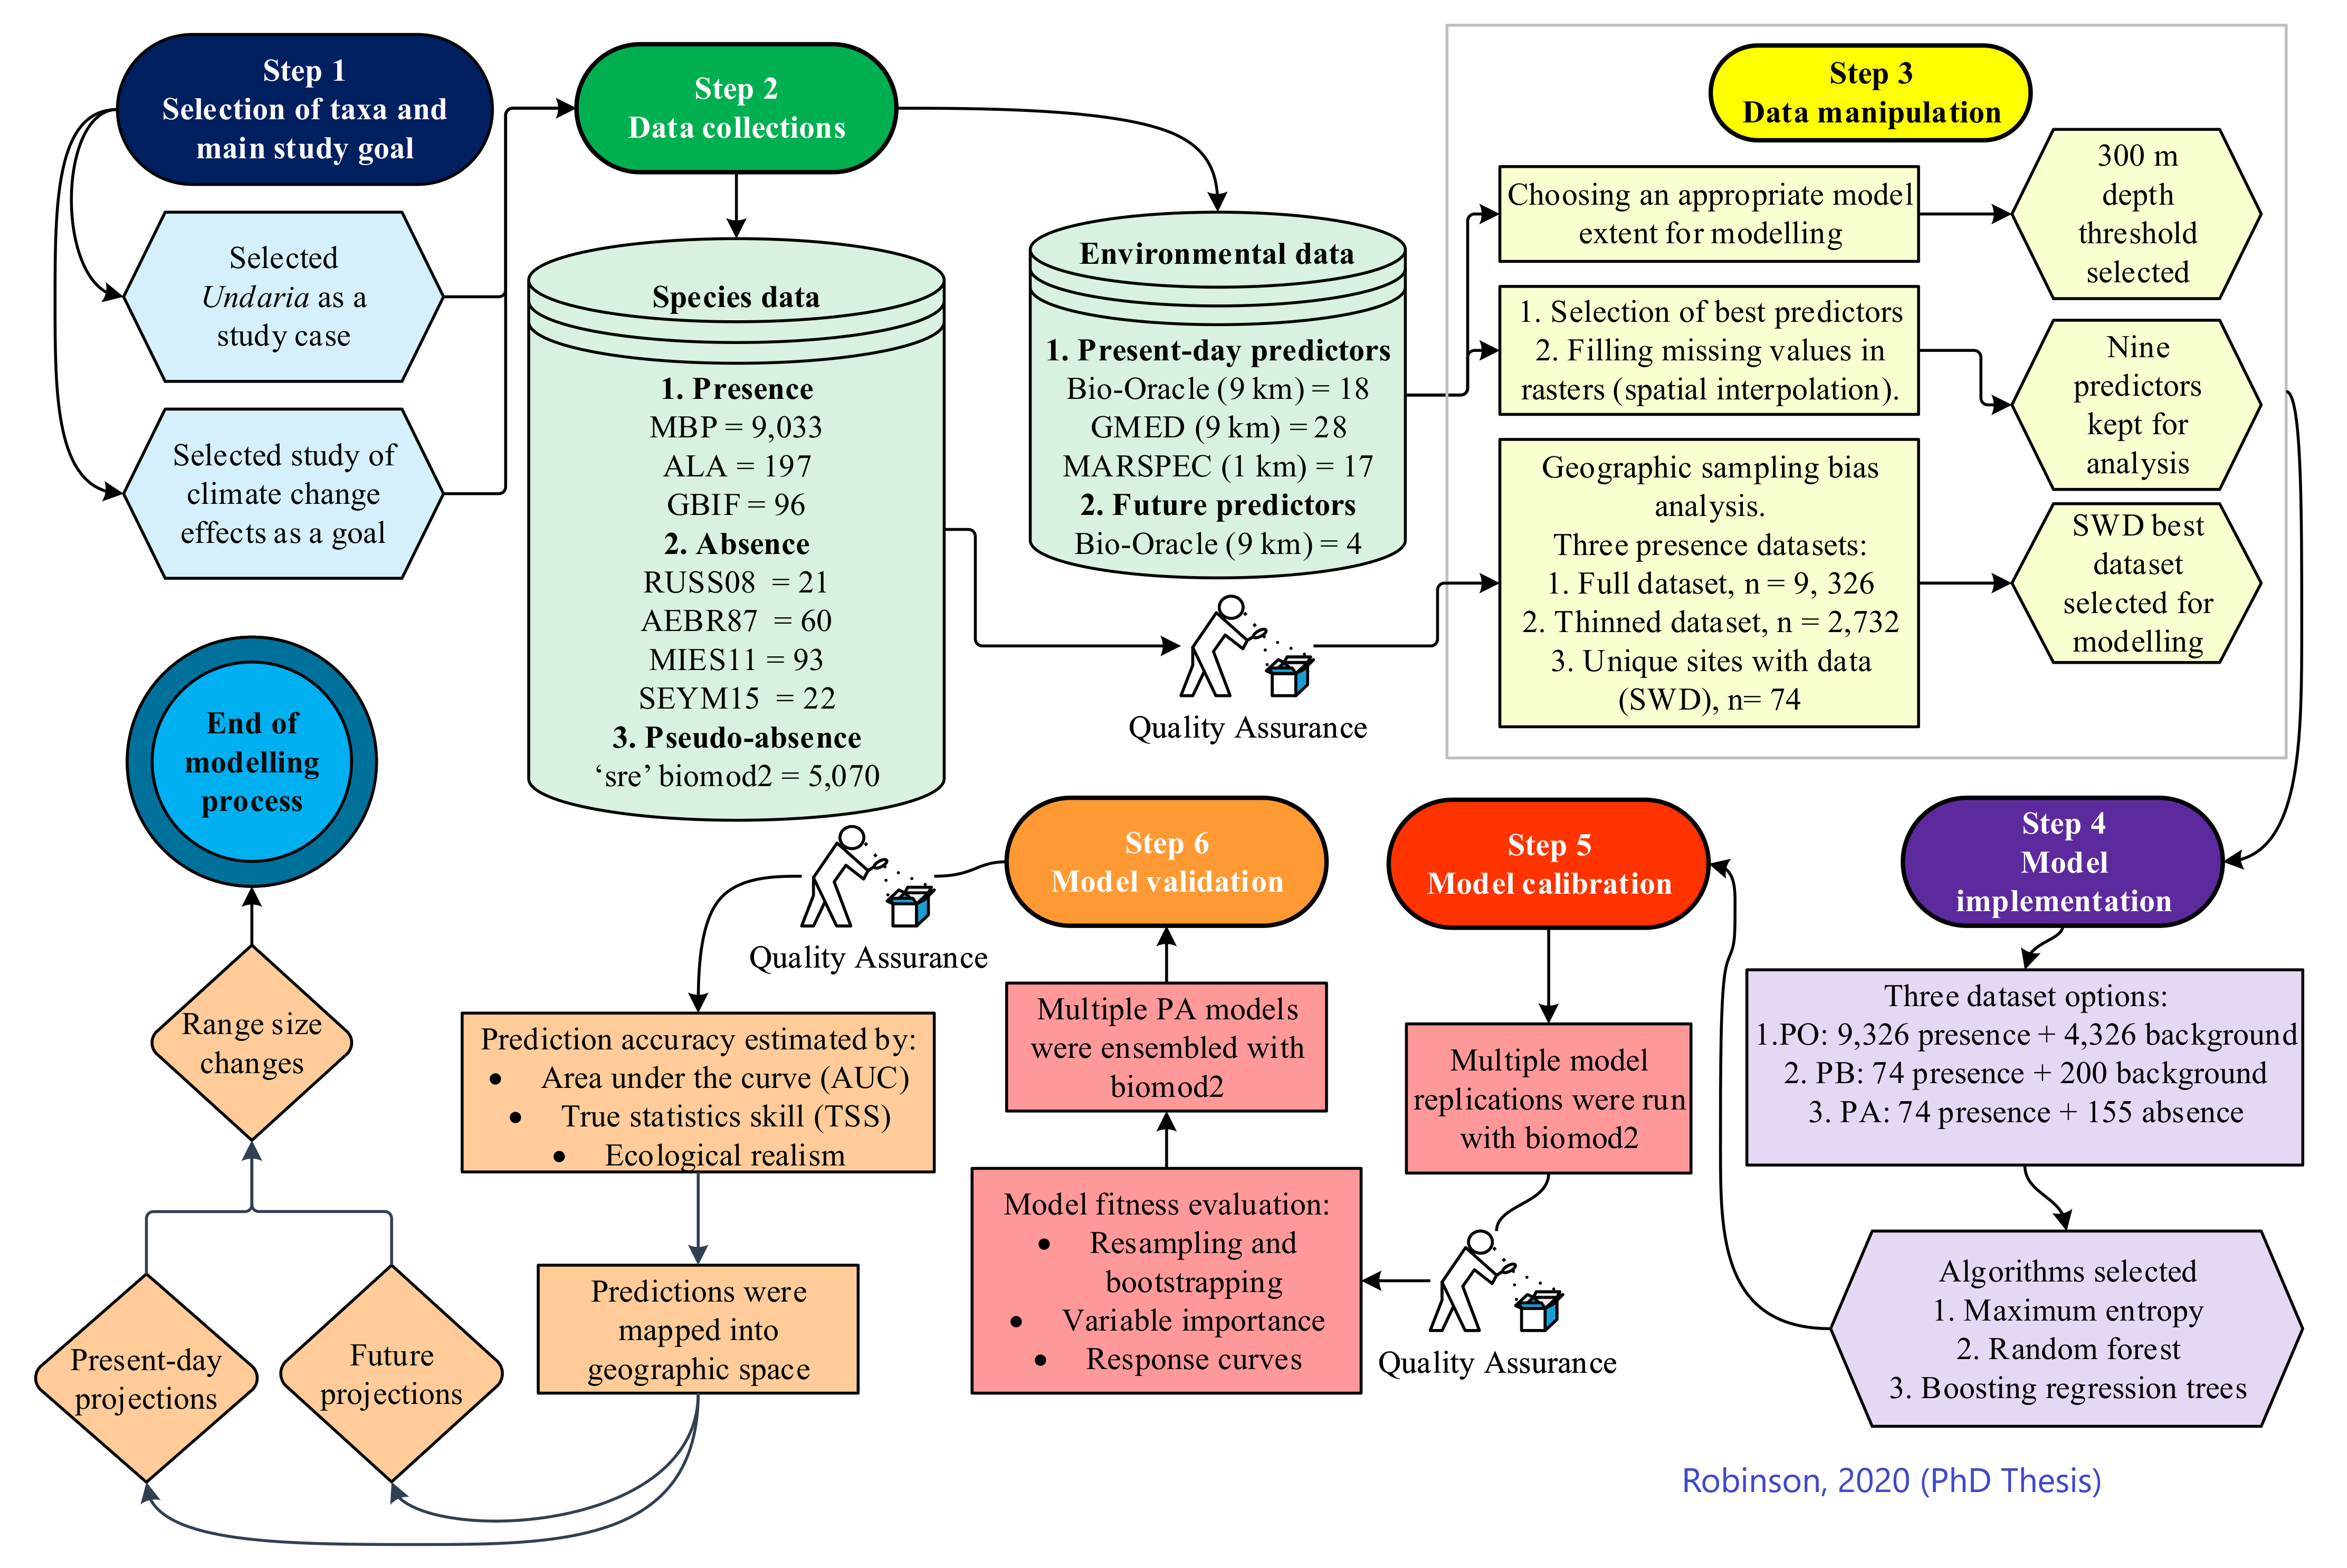 Step 1
Selection of taxa and
main study goal
Selected
Undaria as a
study case
Selected study of
climate change
effects as a goal
Step 2
Data collections
Species data
1. Presence
MBP = 9,033
ALA = 197
GBIF = 96
2. Absence
RUSS08 = 21
AEBR87 = 60
MIES11 = 93
SEYM15 = 22
3. Pseudo-absence
‘sre’ biomod2 = 5,070
Environmental data
1. Present-day predictors
Bio-Oracle (9 km) = 18
GMED (9 km) = 28
MARSPEC (1 km) = 17
2. Future predictors
Bio-Oracle (9 km) = 4
Quality Assurance
Step 3
Data manipulation
Choosing an appropriate model
extent for modelling
300 m
depth
threshold
selected
1. Selection of best predictors
2. Filling missing values in
rasters (spatial interpolation).
Nine
predictors
kept for
analysis
Geographic sampling bias
analysis.
Three presence datasets:
1. Full dataset, n = 9, 326
2. Thinned dataset, n = 2,732
3. Unique sites with data
(SWD), n= 74
SWD best
dataset
selected for
modelling
Step 4
Model
implementation
Three dataset options:
1.PO: 9,326 presence + 4,326 background
2. PB: 74 presence + 200 background
3. PA: 74 presence + 155 absence
Algorithms selected
1. Maximum entropy
2. Random forest
3. Boosting regression trees
Step 5
Model calibration
Multiple model
replications were run
with biomod2
Quality Assurance
Model fitness evaluation:
• Resampling and
bootstrapping
• Variable importance
• Response curves
Multiple PA models
were ensembled with
biomod2
Step 6
Model validation
Quality Assurance
Prediction accuracy estimated by:
• Area under the curve (AUC)
• True statistics skill (TSS)
• Ecological realism
Predictions were
mapped into
geographic space
Present-day
projections
Future
projections
Range size
changes
End of
modelling
process
Robinson, 2020 (PhD Thesis)